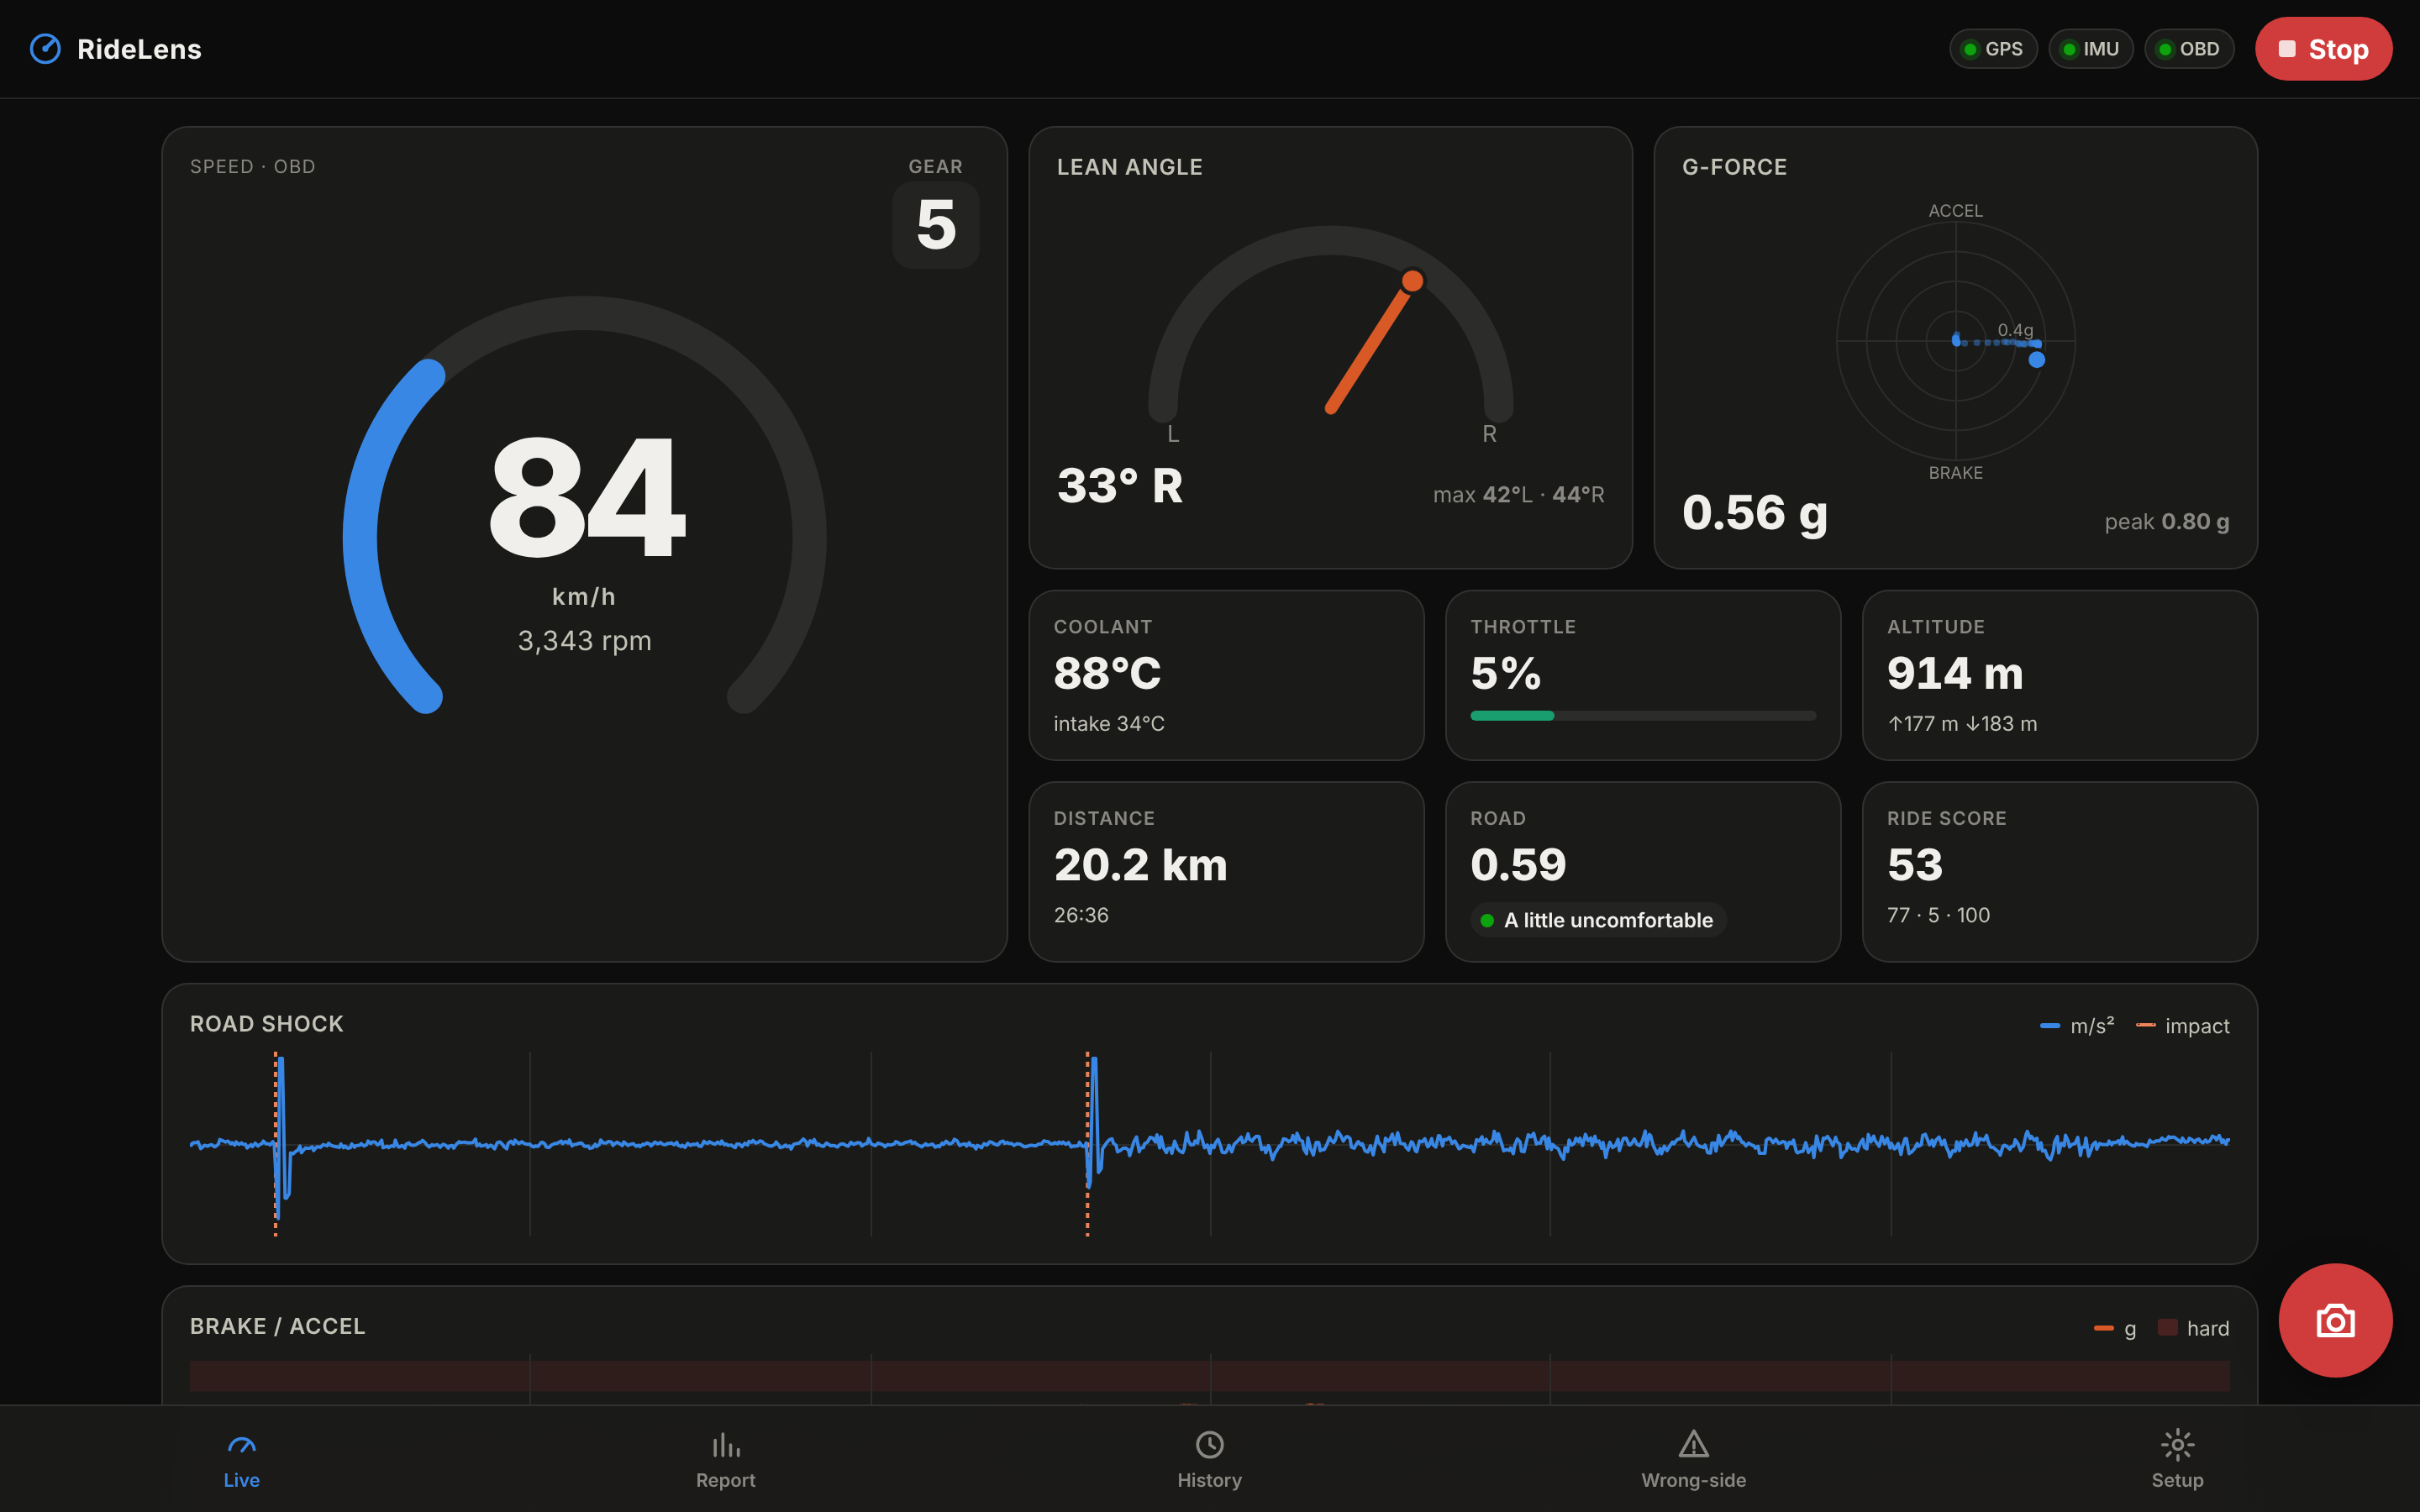 RideLens
GPS
IMU
OBD
Stop
SPEED · OBD
GEAR
5
84
km/h
3,343 rpm
LEAN ANGLE
L
R
33° R
max 42°L · 44°R
G-FORCE
ACCEL
0.4g
BRAKE
0.56 g
peak 0.80 g
COOLANT
88°C
intake 34°C
THROTTLE
5%
ALTITUDE
914 m
↑177 m ↓183 m
DISTANCE
20.2 km
26:36
ROAD
0.59
A little uncomfortable
RIDE SCORE
53
77 · 5 · 100
ROAD SHOCK
m/s²
impact
BRAKE / ACCEL
g
hard
Live
Report
History
Wrong-side
Setup